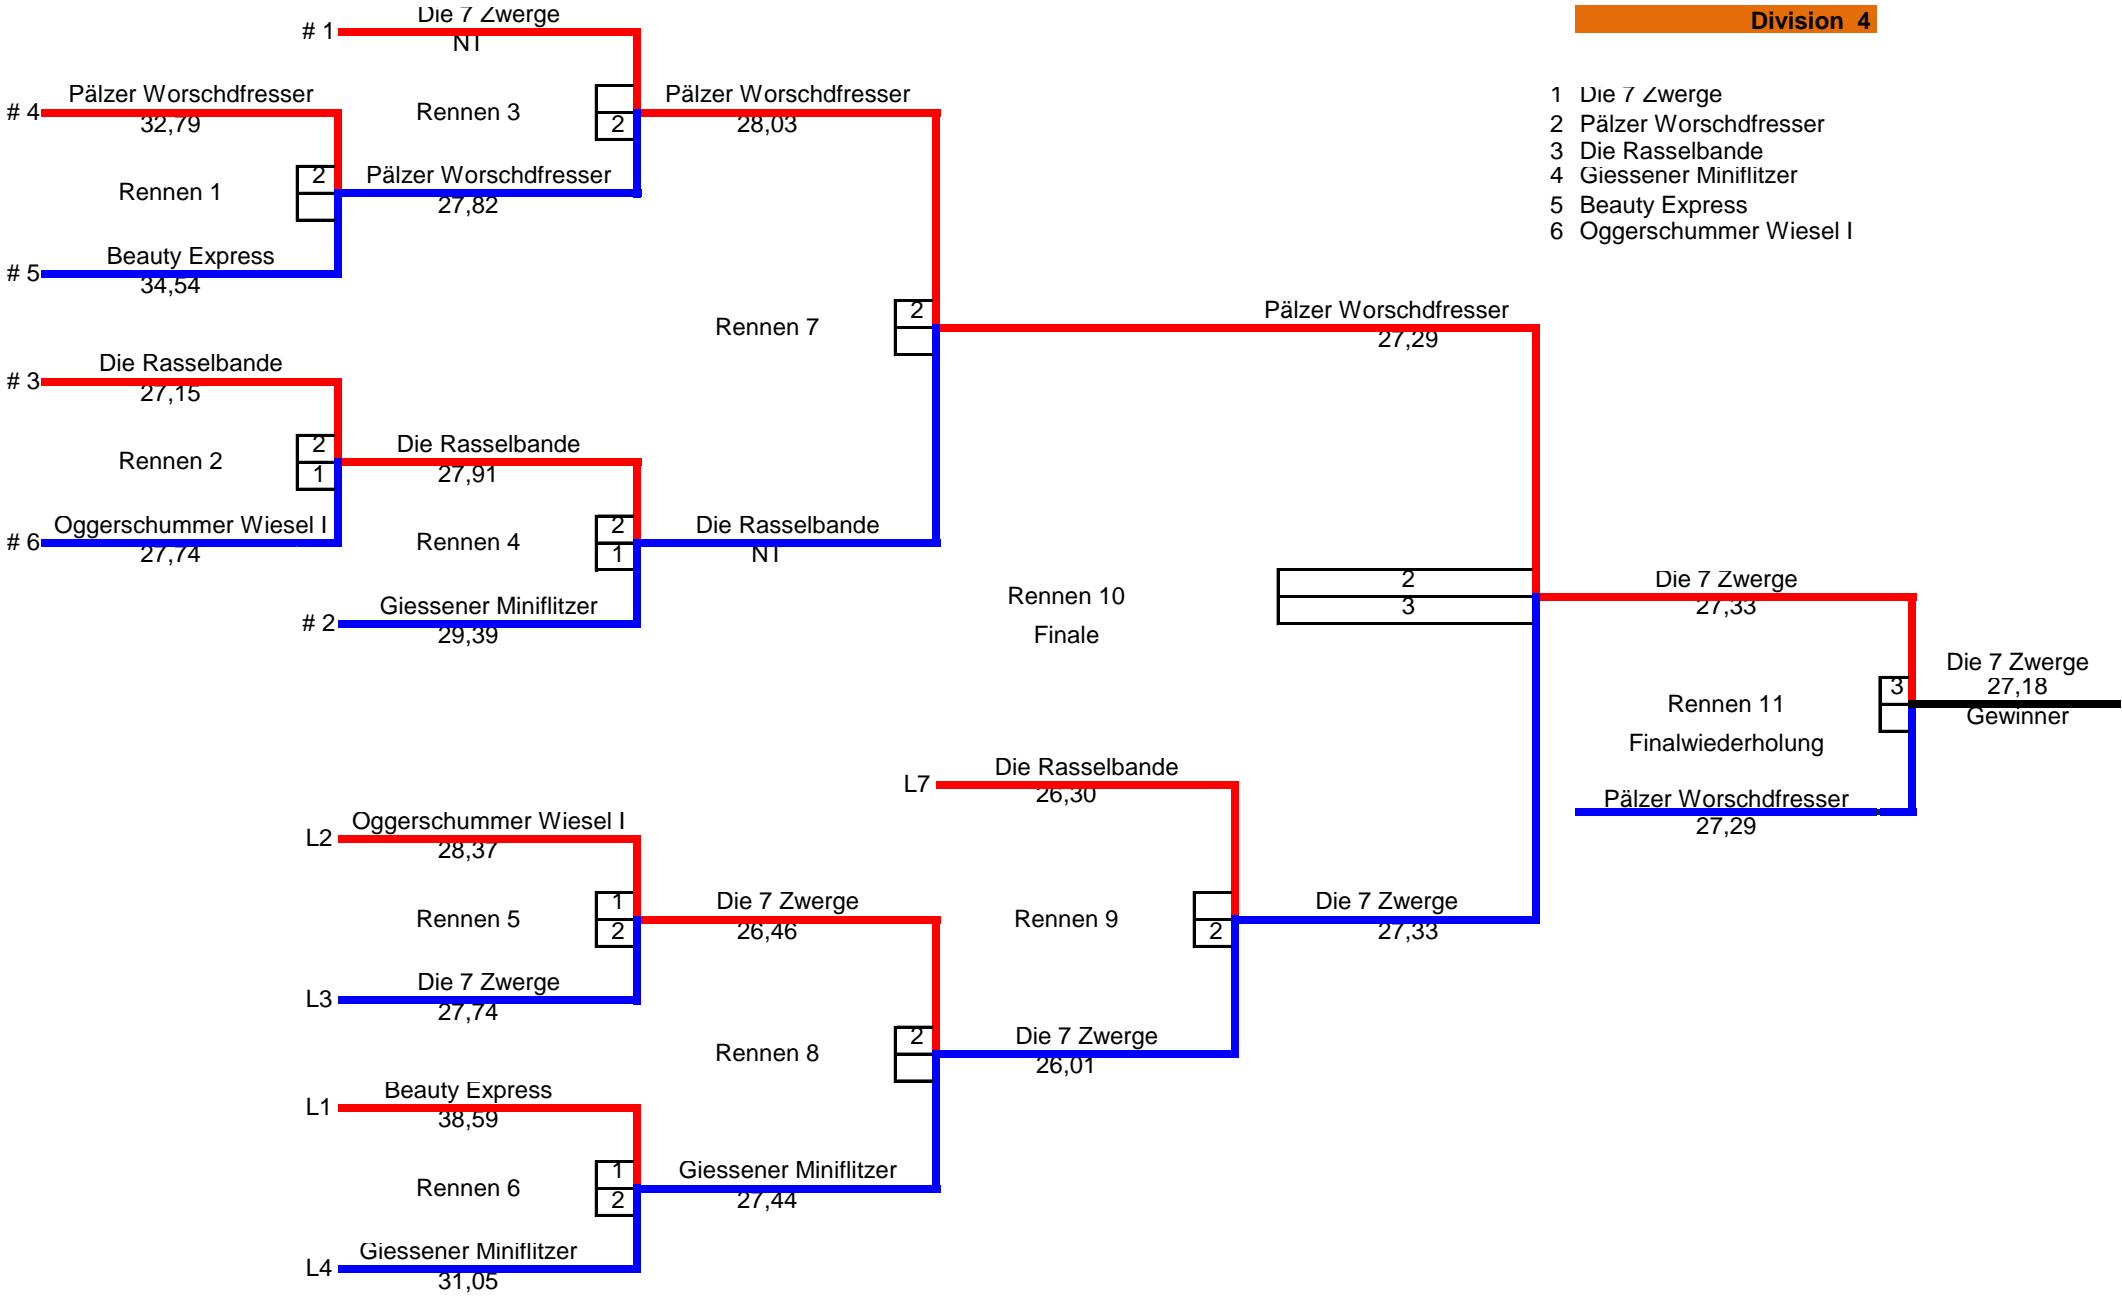 Division 4
1 Die 7 Zwerge
2 Pälzer Worschdfresser
3 Die Rasselbande
4 Giessener Miniflitzer
5 Beauty Express
6 Oggerschummer Wiesel I
# 1
Die 7 Zwerge
NT
# 4
Pälzer Worschdfresser
32,79
Rennen 1
2
# 5
Beauty Express
34,54
Rennen 3
2
Pälzer Worschdfresser
27,82
Pälzer Worschdfresser
28,03
# 3
Die Rasselbande
27,15
Rennen 2
2
1
# 6
Oggerschummer Wiesel I
27,74
Die Rasselbande
27,91
Rennen 4
2
1
# 2
Giessener Miniflitzer
29,39
Rennen 7
2
Die Rasselbande
NT
Pälzer Worschdfresser
27,29
Rennen 10
Finale
2
3
Die 7 Zwerge
27,33
Rennen 11
Finalwiederholung
3
Die 7 Zwerge
27,18
Gewinner
Pälzer Worschdfresser
27,29
L7
Die Rasselbande
26,30
L2
Oggerschummer Wiesel I
28,37
Rennen 5
1
2
L3
Die 7 Zwerge
27,74
Die 7 Zwerge
26,46
Rennen 9
2
Die 7 Zwerge
27,33
Rennen 8
2
Die 7 Zwerge
26,01
L1
Beauty Express
38,59
Rennen 6
1
2
L4
Giessener Miniflitzer
31,05
Giessener Miniflitzer
27,44